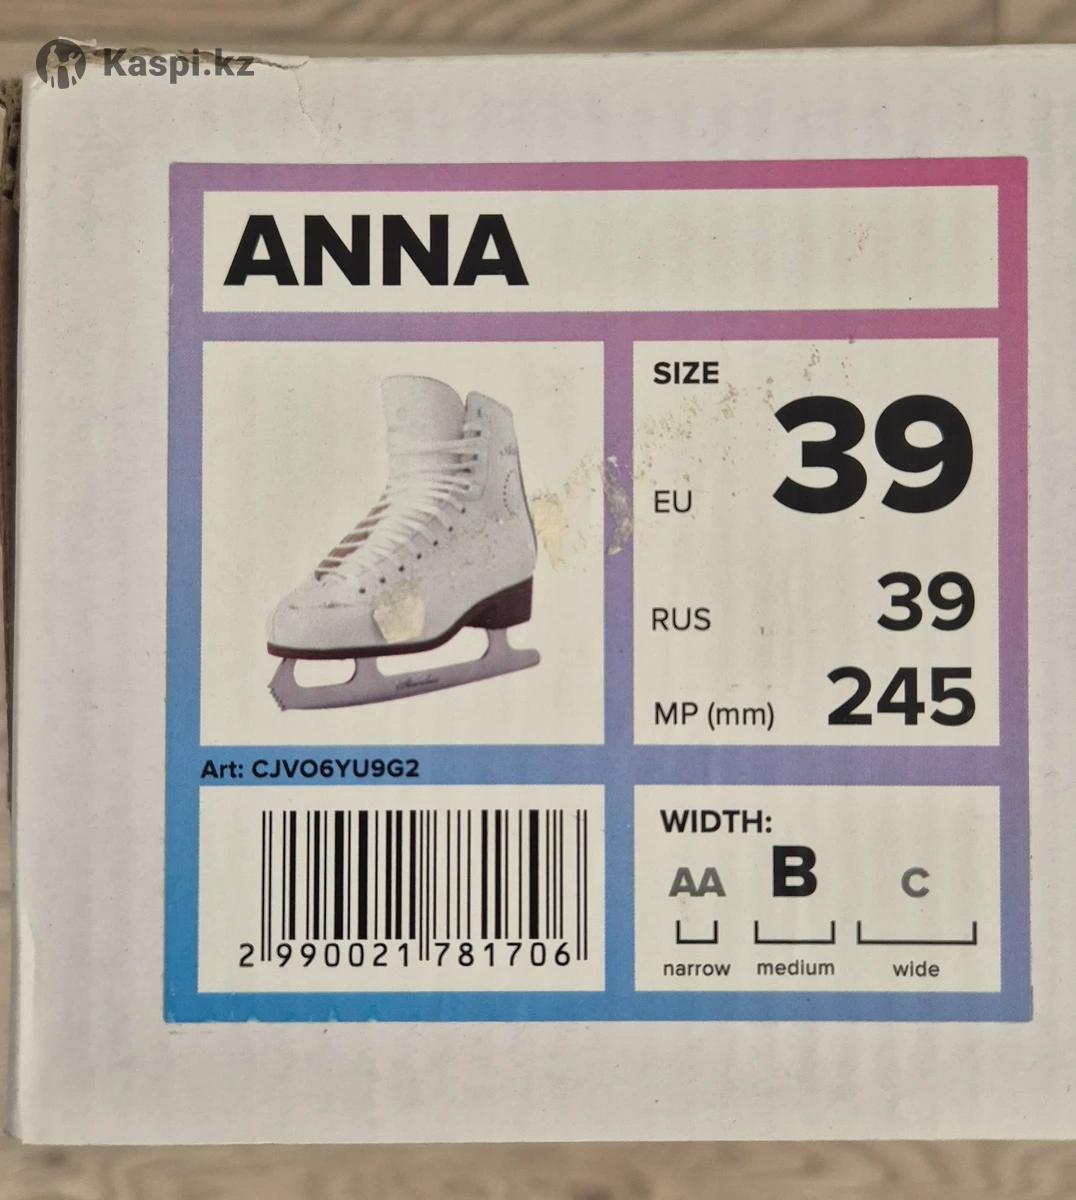 Kaspi.kz
ANNA
SIZE
EU 39
RUS 39
MP (mm) 245
Art: CJVO6YU9G2
2 990021 781706
WIDTH:
AA B C
narrow medium wide